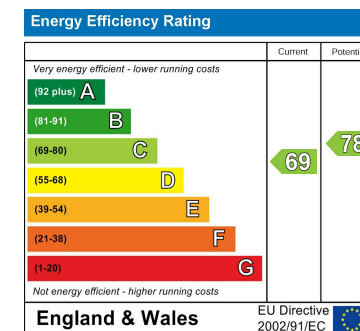 Energy Efficiency Rating
Current Potenti
Very energy efficient - lower running costs
(92 plus) A
(81-91) B
(69-80) C
(55-68) D
(39-54) E
(21-38) F
(1-20) G
69
78
Not energy efficient - higher running costs
England & Wales
EU Directive
2002/91/EC